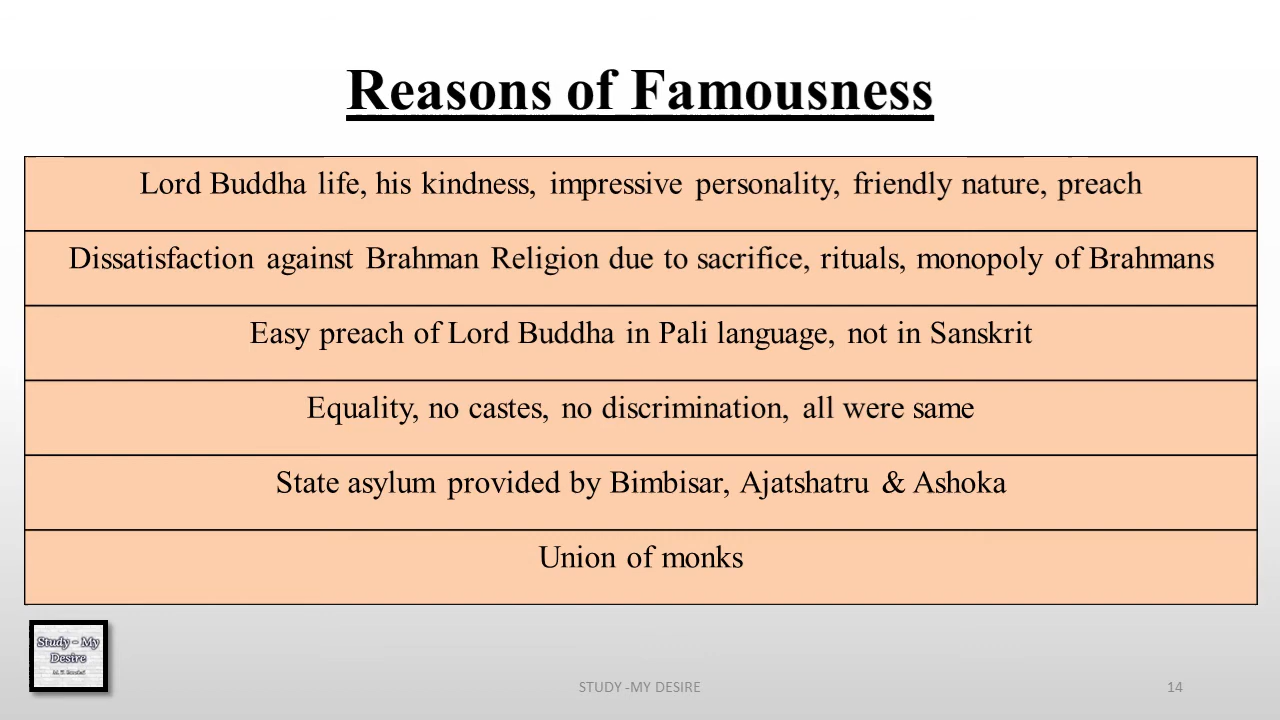 Reasons of Famousness
Lord Buddha life, his kindness, impressive personality, friendly nature, preach
Dissatisfaction against Brahman Religion due to sacrifice, rituals, monopoly of Brahmans
Easy preach of Lord Buddha in Pali language, not in Sanskrit
Equality, no castes, no discrimination, all were same
State asylum provided by Bimbisar, Ajatshatru & Ashoka
Union of monks
Study - My
Desire
STUDY -MY DESIRE
14